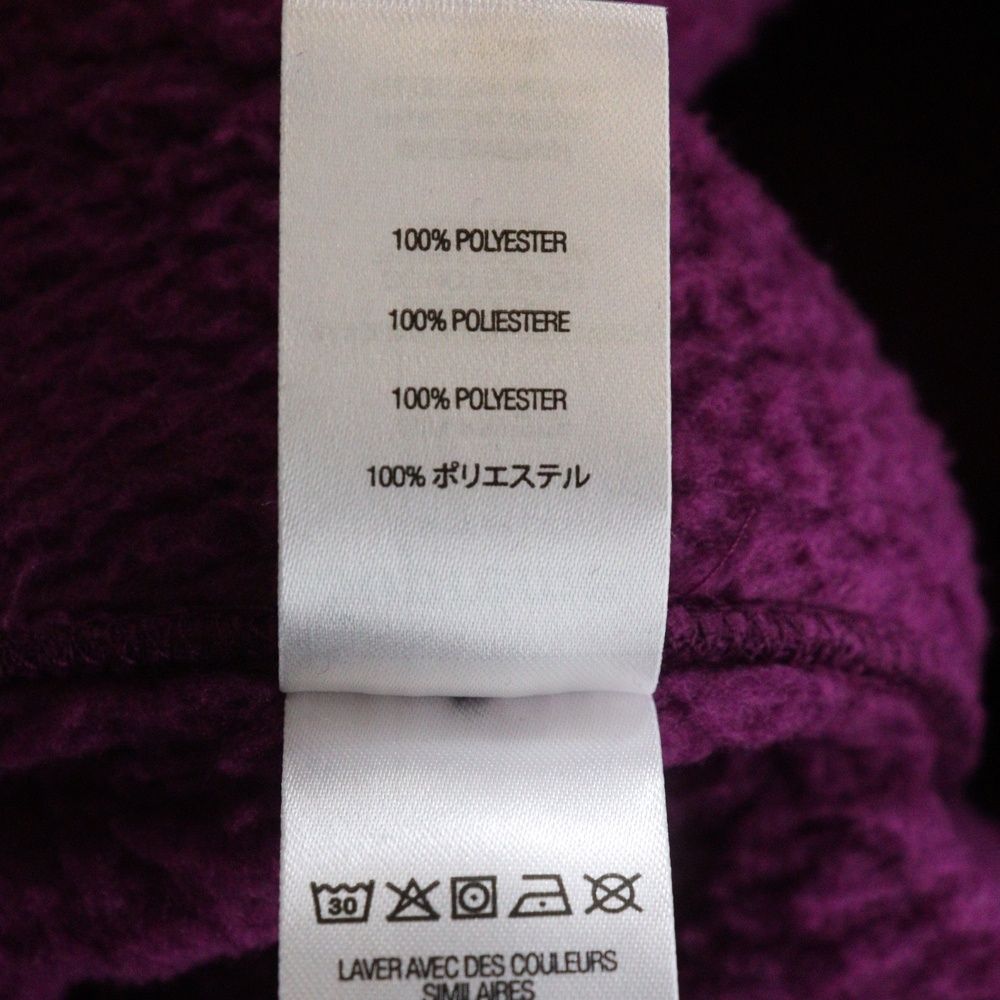 100% POLYESTER
100% POLIESTERE
100% POLYESTER
100% ポリエステル
30
LAVER AVEC DES COULEURS
SIMILAIRES